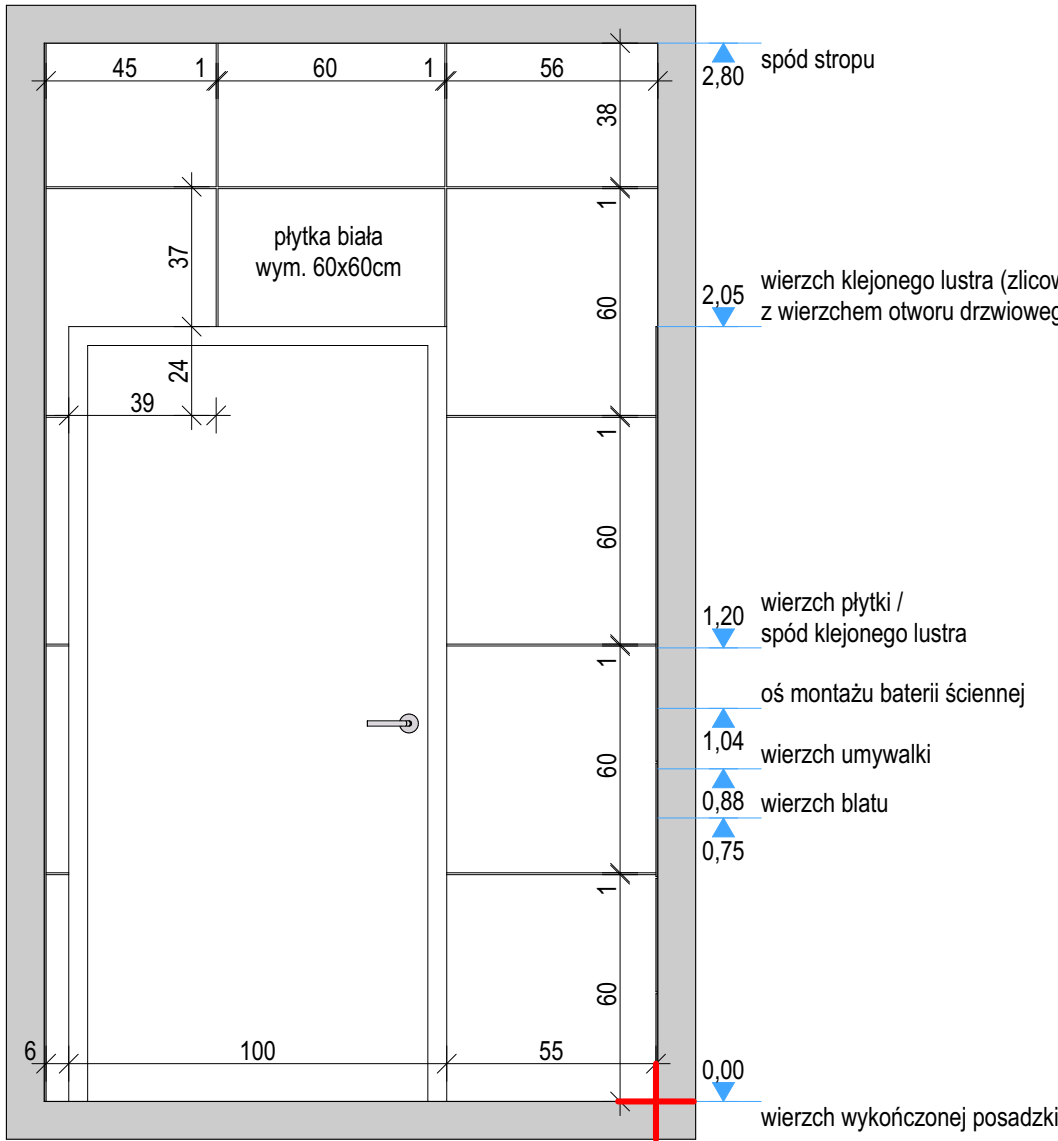 45 1 60 1 56
2,80 spód stropu
38
1
płytka biała
wym. 60x60cm
37
60
2,05 wierzch klejonego lustra
z wierzchem otworu
24
39
1
60
1,20 wierzch płytki /
spód klejonego lustra
1
oś montażu baterii ściennej
1,04
60
wierzch umywalki
0,88 wierzch blatu
0,75
1
60
6 100 55
0,00
wierzch wykończonej posadzki